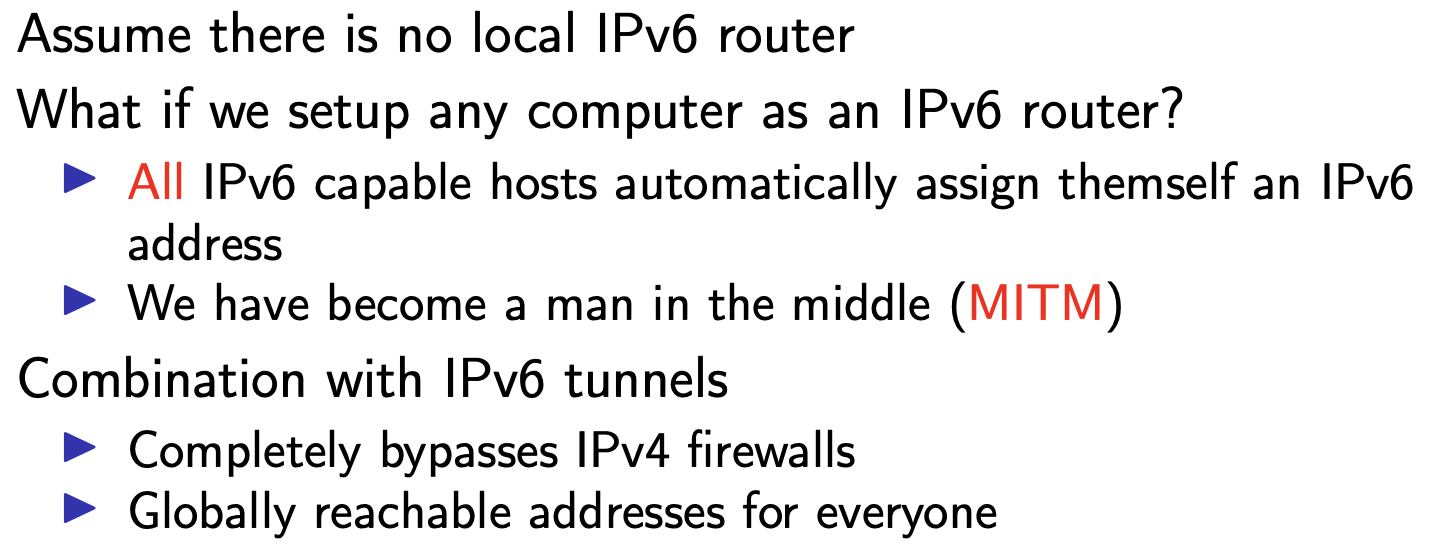 Assume there is no local IPv6 router
What if we setup any computer as an IPv6 router?
▶ All IPv6 capable hosts automatically assign themself an IPv6
address
▶ We have become a man in the middle (MITM)
Combination with IPv6 tunnels
▶ Completely bypasses IPv4 firewalls
▶ Globally reachable addresses for everyone